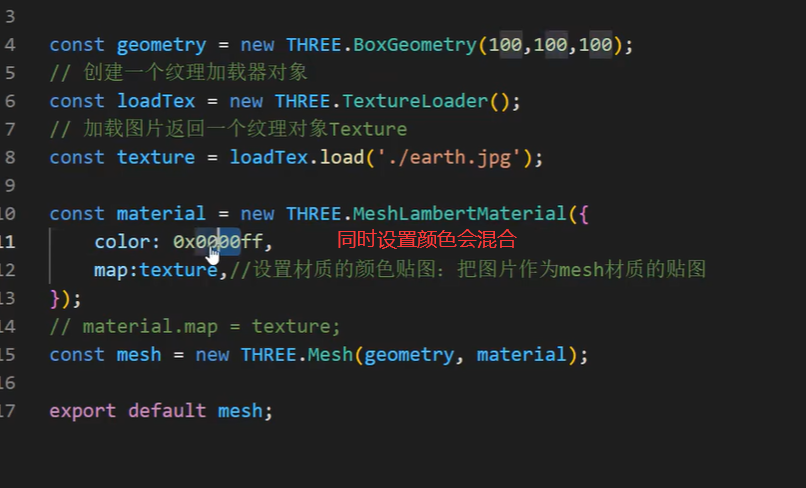 3
4 const geometry = new THREE.BoxGeometry(100,100,100);
5 // 创建一个纹理加载器对象
6 const loadTex = new THREE.TextureLoader();
7 // 加载图片返回一个纹理对象Texture
8 const texture = loadTex.load('./earth.jpg');
9
10 const material = new THREE.MeshLambertMaterial({
11 color: 0x0000ff, 同时设置颜色会混合
12 map:texture,//设置材质的颜色贴图：把图片作为mesh材质的贴图
13 });
14 // material.map = texture;
15 const mesh = new THREE.Mesh(geometry, material);
16
17 export default mesh;